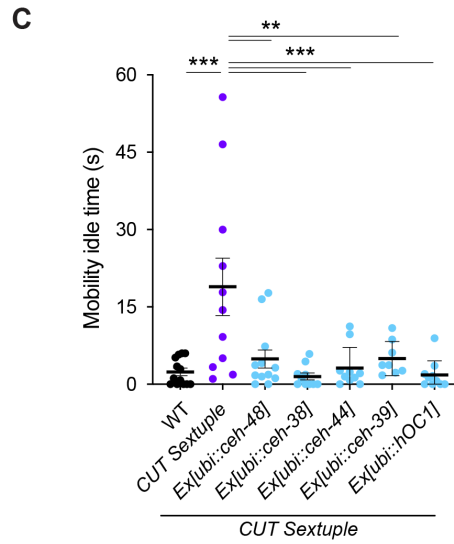 C
**
***
***
60
45
30
15
0
Mobility idle time (s)
WT
CUT Sextuple
Ex[ubi::ceh-48]
Ex[ubi::ceh-38]
Ex[ubi::ceh-44]
Ex[ubi::ceh-39]
Ex[ubi::hOC1]
CUT Sextuple